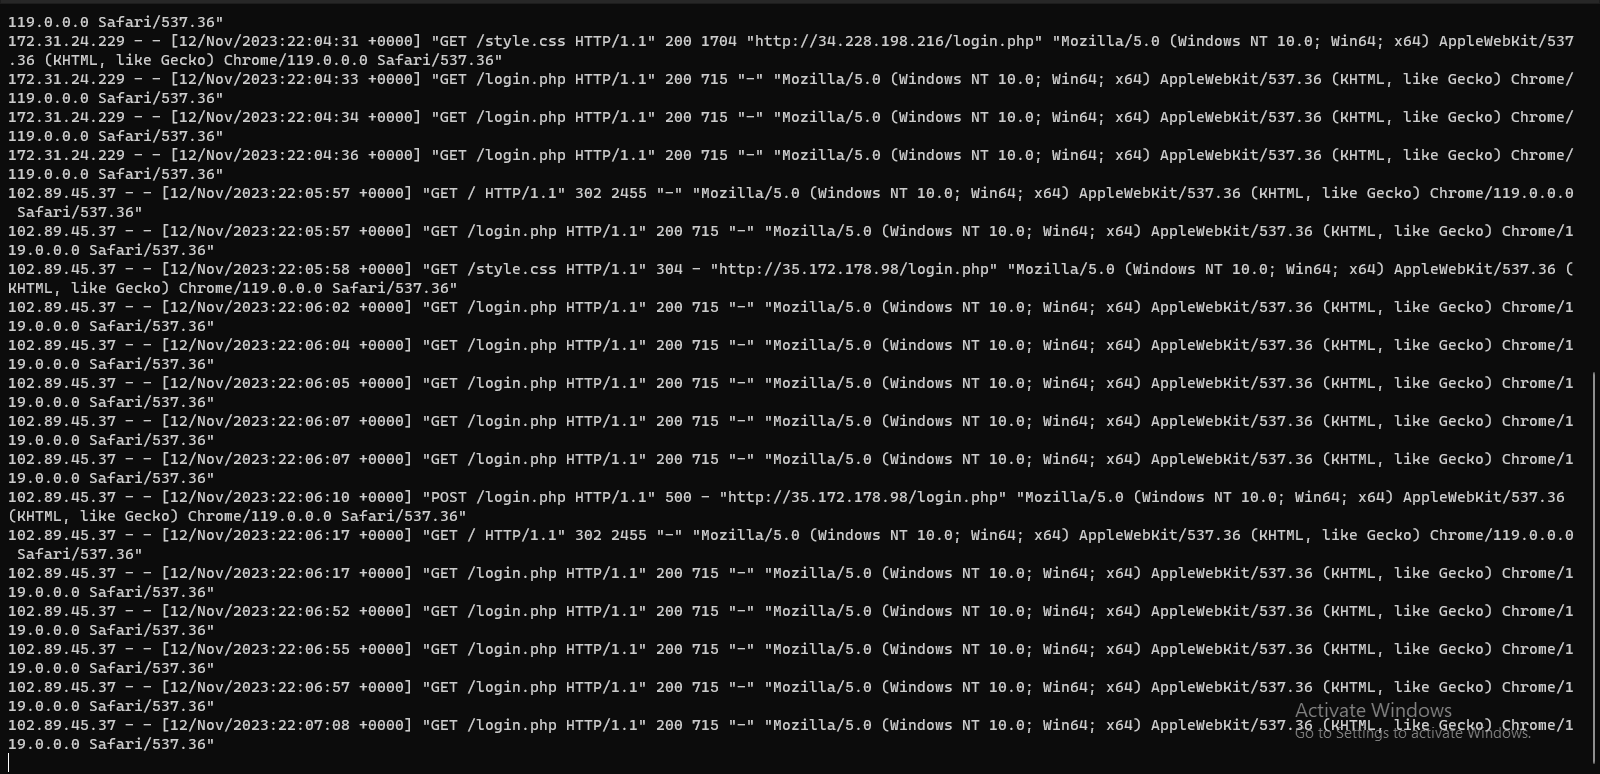 119.0.0.0 Safari/537.36"
172.31.24.229 - - [12/Nov/2023:22:04:31 +0000] "GET /style.css HTTP/1.1" 200 1704 "http://34.228.198.216/login.php" "Mozilla/5.0 (Windows NT 10.0; Win64; x64) AppleWebKit/537
.36 (KHTML, like Gecko) Chrome/119.0.0.0 Safari/537.36"
172.31.24.229 - - [12/Nov/2023:22:04:33 +0000] "GET /login.php HTTP/1.1" 200 715 "-" "Mozilla/5.0 (Windows NT 10.0; Win64; x64) AppleWebKit/537.36 (KHTML, like Gecko) Chrome/
119.0.0.0 Safari/537.36"
172.31.24.229 - - [12/Nov/2023:22:04:34 +0000] "GET /login.php HTTP/1.1" 200 715 "-" "Mozilla/5.0 (Windows NT 10.0; Win64; x64) AppleWebKit/537.36 (KHTML, like Gecko) Chrome/
119.0.0.0 Safari/537.36"
172.31.24.229 - - [12/Nov/2023:22:04:36 +0000] "GET /login.php HTTP/1.1" 200 715 "-" "Mozilla/5.0 (Windows NT 10.0; Win64; x64) AppleWebKit/537.36 (KHTML, like Gecko) Chrome/
119.0.0.0 Safari/537.36"
102.89.45.37 - - [12/Nov/2023:22:05:57 +0000] "GET / HTTP/1.1" 302 2455 "-" "Mozilla/5.0 (Windows NT 10.0; Win64; x64) AppleWebKit/537.36 (KHTML, like Gecko) Chrome/119.0.0.0
 Safari/537.36"
102.89.45.37 - - [12/Nov/2023:22:05:57 +0000] "GET /login.php HTTP/1.1" 200 715 "-" "Mozilla/5.0 (Windows NT 10.0; Win64; x64) AppleWebKit/537.36 (KHTML, like Gecko) Chrome/1
19.0.0.0 Safari/537.36"
102.89.45.37 - - [12/Nov/2023:22:05:58 +0000] "GET /style.css HTTP/1.1" 304 - "http://35.172.178.98/login.php" "Mozilla/5.0 (Windows NT 10.0; Win64; x64) AppleWebKit/537.36 (
KHTML, like Gecko) Chrome/119.0.0.0 Safari/537.36"
102.89.45.37 - - [12/Nov/2023:22:06:02 +0000] "GET /login.php HTTP/1.1" 200 715 "-" "Mozilla/5.0 (Windows NT 10.0; Win64; x64) AppleWebKit/537.36 (KHTML, like Gecko) Chrome/1
19.0.0.0 Safari/537.36"
102.89.45.37 - - [12/Nov/2023:22:06:04 +0000] "GET /login.php HTTP/1.1" 200 715 "-" "Mozilla/5.0 (Windows NT 10.0; Win64; x64) AppleWebKit/537.36 (KHTML, like Gecko) Chrome/1
19.0.0.0 Safari/537.36"
102.89.45.37 - - [12/Nov/2023:22:06:05 +0000] "GET /login.php HTTP/1.1" 200 715 "-" "Mozilla/5.0 (Windows NT 10.0; Win64; x64) AppleWebKit/537.36 (KHTML, like Gecko) Chrome/1
19.0.0.0 Safari/537.36"
102.89.45.37 - - [12/Nov/2023:22:06:07 +0000] "GET /login.php HTTP/1.1" 200 715 "-" "Mozilla/5.0 (Windows NT 10.0; Win64; x64) AppleWebKit/537.36 (KHTML, like Gecko) Chrome/1
19.0.0.0 Safari/537.36"
102.89.45.37 - - [12/Nov/2023:22:06:07 +0000] "GET /login.php HTTP/1.1" 200 715 "-" "Mozilla/5.0 (Windows NT 10.0; Win64; x64) AppleWebKit/537.36 (KHTML, like Gecko) Chrome/1
19.0.0.0 Safari/537.36"
102.89.45.37 - - [12/Nov/2023:22:06:10 +0000] "POST /login.php HTTP/1.1" 500 - "http://35.172.178.98/login.php" "Mozilla/5.0 (Windows NT 10.0; Win64; x64) AppleWebKit/537.36
(KHTML, like Gecko) Chrome/119.0.0.0 Safari/537.36"
102.89.45.37 - - [12/Nov/2023:22:06:17 +0000] "GET / HTTP/1.1" 302 2455 "-" "Mozilla/5.0 (Windows NT 10.0; Win64; x64) AppleWebKit/537.36 (KHTML, like Gecko) Chrome/119.0.0.0
 Safari/537.36"
102.89.45.37 - - [12/Nov/2023:22:06:17 +0000] "GET /login.php HTTP/1.1" 200 715 "-" "Mozilla/5.0 (Windows NT 10.0; Win64; x64) AppleWebKit/537.36 (KHTML, like Gecko) Chrome/1
19.0.0.0 Safari/537.36"
102.89.45.37 - - [12/Nov/2023:22:06:52 +0000] "GET /login.php HTTP/1.1" 200 715 "-" "Mozilla/5.0 (Windows NT 10.0; Win64; x64) AppleWebKit/537.36 (KHTML, like Gecko) Chrome/1
19.0.0.0 Safari/537.36"
102.89.45.37 - - [12/Nov/2023:22:06:55 +0000] "GET /login.php HTTP/1.1" 200 715 "-" "Mozilla/5.0 (Windows NT 10.0; Win64; x64) AppleWebKit/537.36 (KHTML, like Gecko) Chrome/1
19.0.0.0 Safari/537.36"
102.89.45.37 - - [12/Nov/2023:22:06:57 +0000] "GET /login.php HTTP/1.1" 200 715 "-" "Mozilla/5.0 (Windows NT 10.0; Win64; x64) AppleWebKit/537.36 (KHTML, like Gecko) Chrome/1
19.0.0.0 Safari/537.36"
102.89.45.37 - - [12/Nov/2023:22:07:08 +0000] "GET /login.php HTTP/1.1" 200 715 "-" "Mozilla/5.0 (Windows NT 10.0; Win64; x64) AppleWebKit/537.36 (KHTML, like Gecko) Chrome/1
19.0.0.0 Safari/537.36"
Activate Windows
Go to Settings to activate Windows.